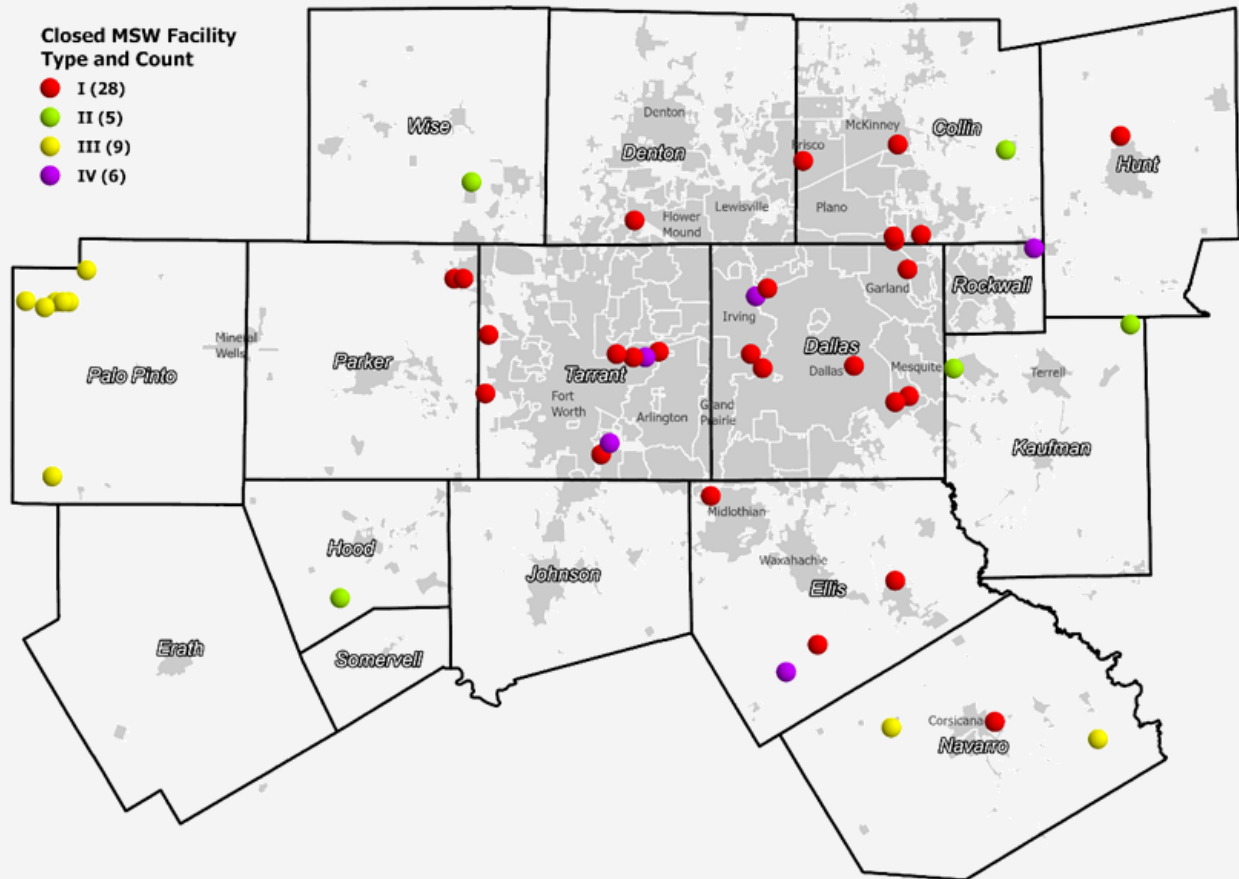 Closed MSW Facility
Type and Count
I (28)
II (5)
III (9)
IV (6)
Wise
Denton
Denton
McKinney
Collin
Frisco
Hunt
Lewisville
Plano
Flower
Mound
Garland
Rockwall
Irving
Mineral
Wells
Palo Pinto
Parker
Tarrant
Dallas
Dallas
Mesquite
Terrell
Fort
Worth
Arlington
Grand
Prairie
Kaufman
Midlothian
Hood
Johnson
Waxahachie
Ellis
Erath
Somervell
Corsicana
Navarro